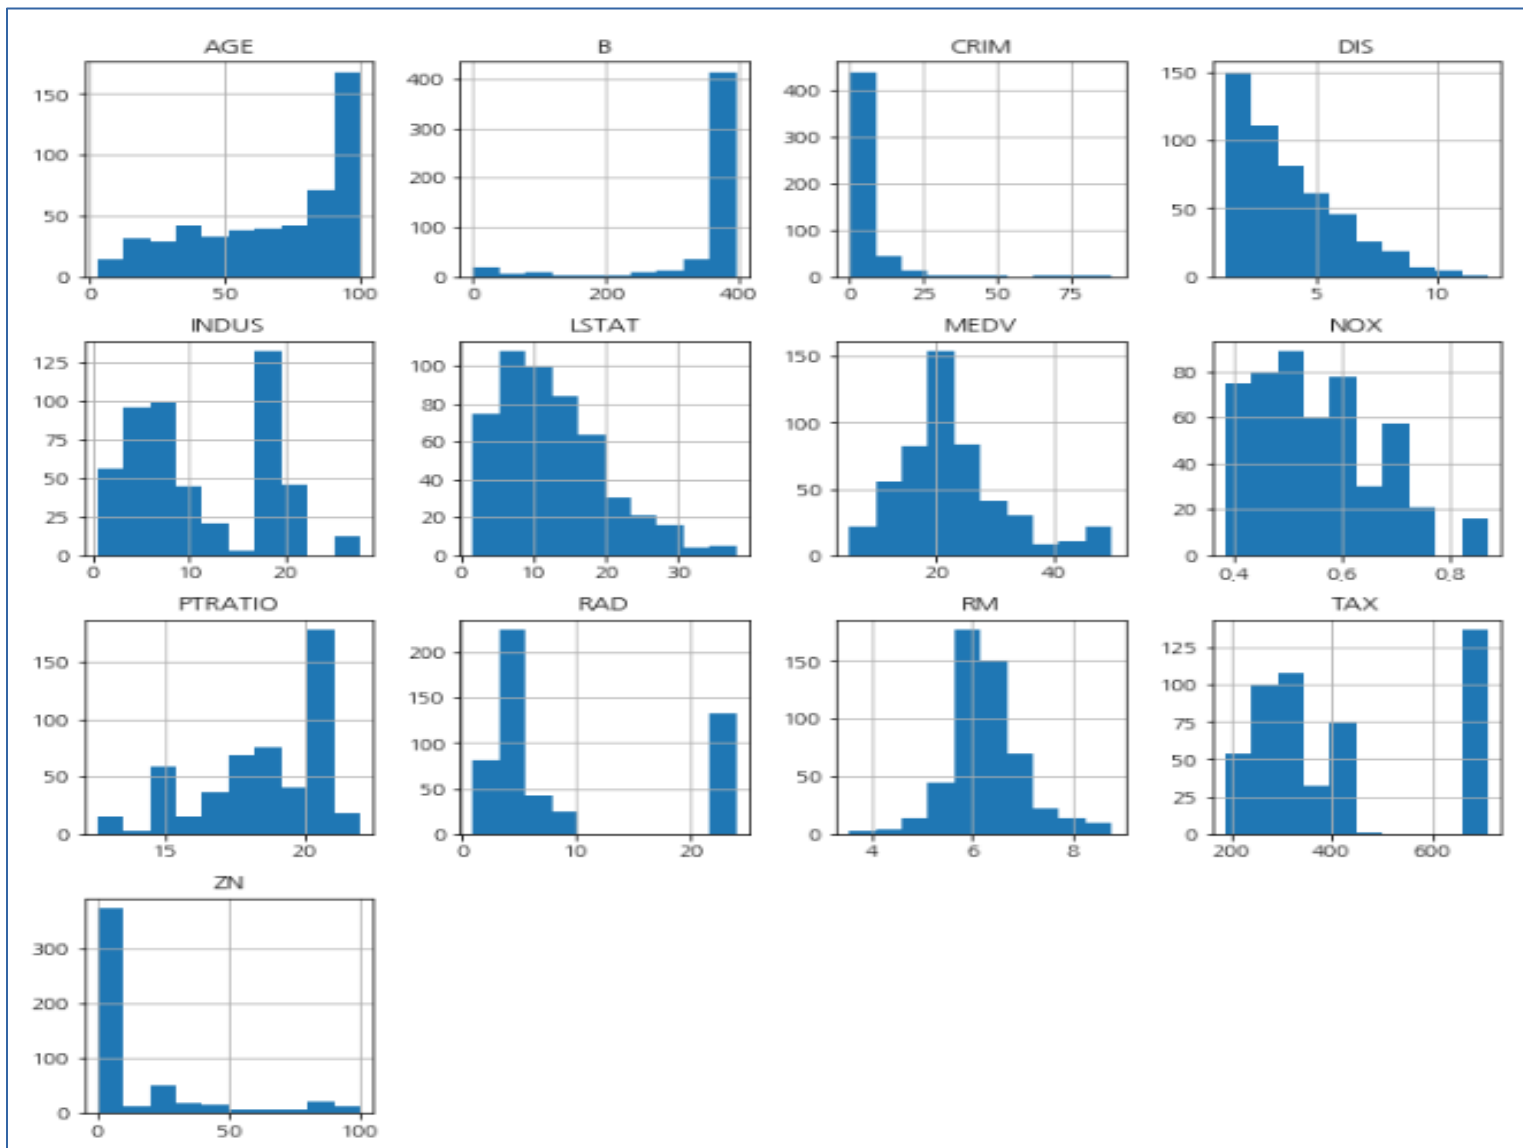 AGE B CRIM DIS
150 400 400 150
100 300 300 100
50 200 200 50
0 100 100 0
0 0
0 50 100 0 200 400 0 25 50 75 5 10
INDUS LSTAT MEDV NOX
125 100 150 80
100 80 100 60
75 60 50 40
50 40 0 20
25 20 0
0 0
0 10 20 0 10 20 30 20 40 0.4 0.6 0.8
PTRATIO RAD RM TAX
150 200 150 125
100 150 100 100
50 100 50 75
0 50 0 50
0 25
0
15 20 0 10 20 4 6 8 200 400 600
ZN
300
200
100
0
0 50 100